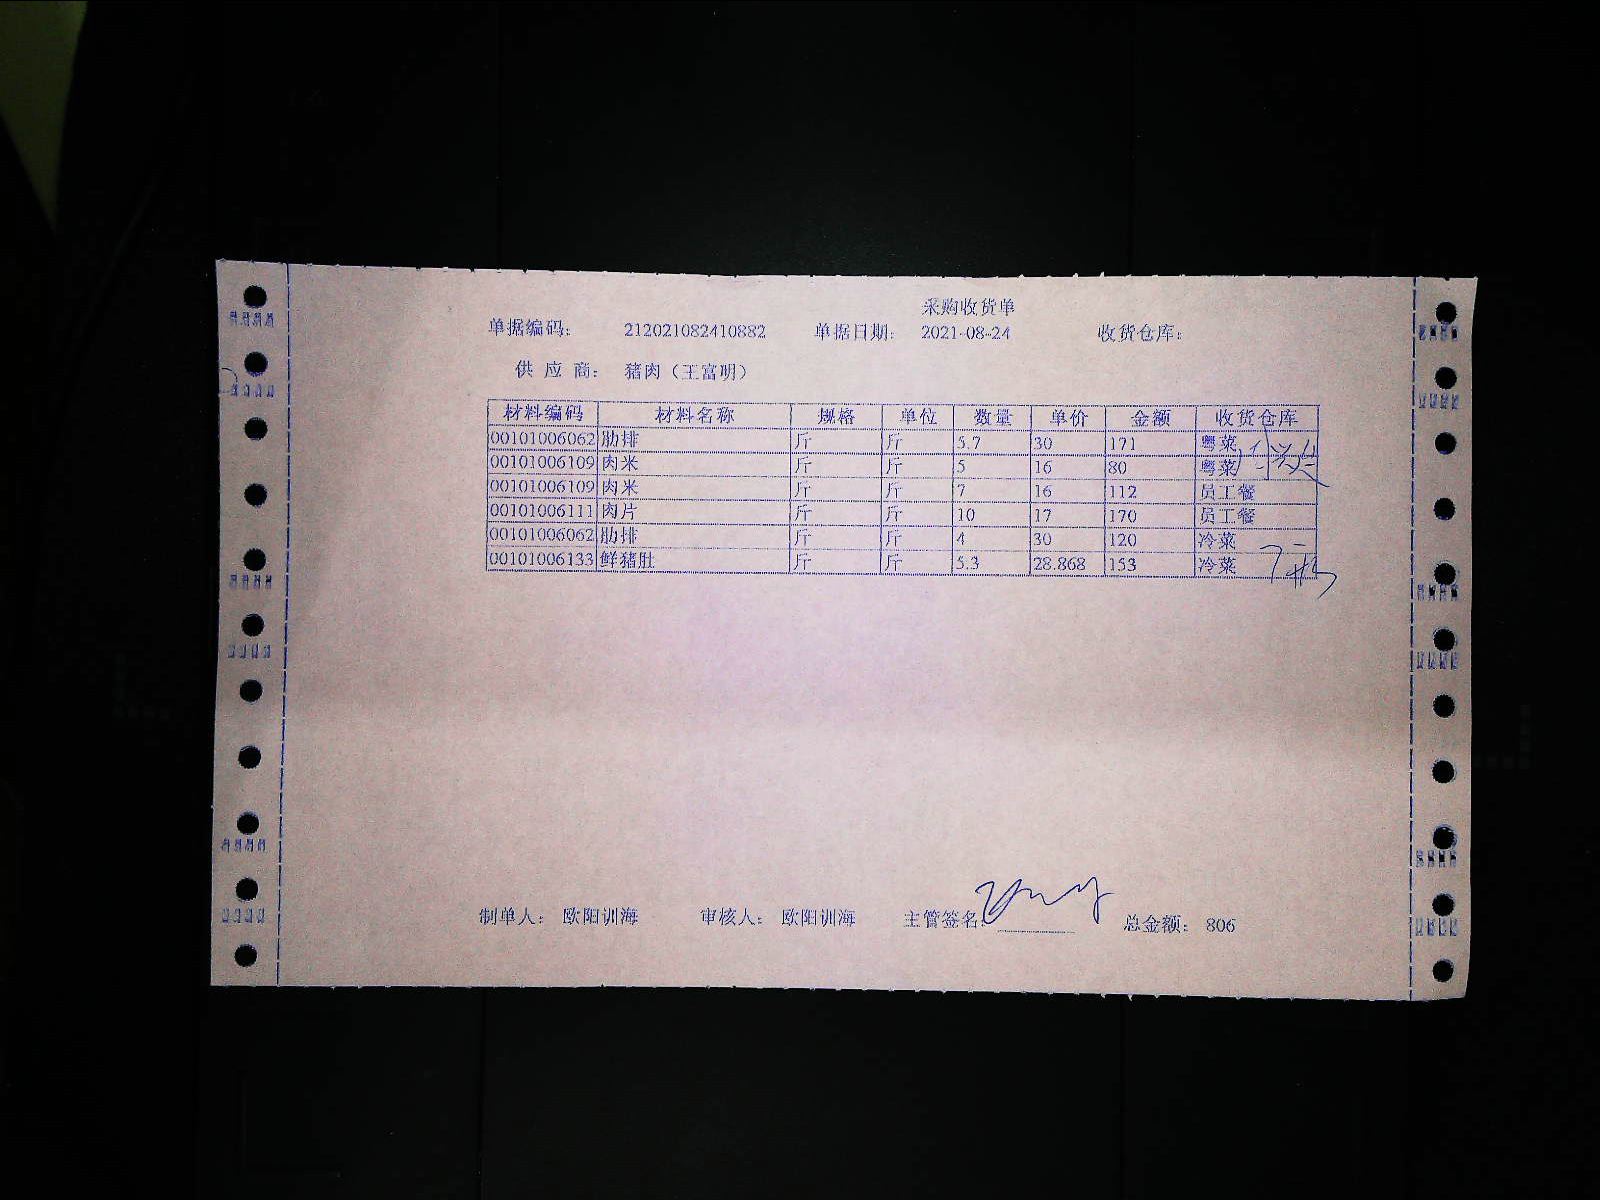 采购收货单
单据编码: 212021082410882 单据日期: 2021-08-24 收货仓库:
供 应 商: 猪肉（王富明）
材料编码 材料名称 规格 单位 数量 单价 金额 收货仓库
00101006062 肋排 斤 斤 5.7 30 171 粤菜
00101006109 肉米 斤 斤 5 16 80 粤菜
00101006109 肉米 斤 斤 7 16 112 员工餐
00101006111 肉片 斤 斤 10 17 170 员工餐
00101006062 肋排 斤 斤 4 30 120 冷菜
00101006133 鲜猪肚 斤 斤 5.3 28.868 153 冷菜
制单人: 欧阳训海 审核人: 欧阳训海 主管签名: 总金额: 806